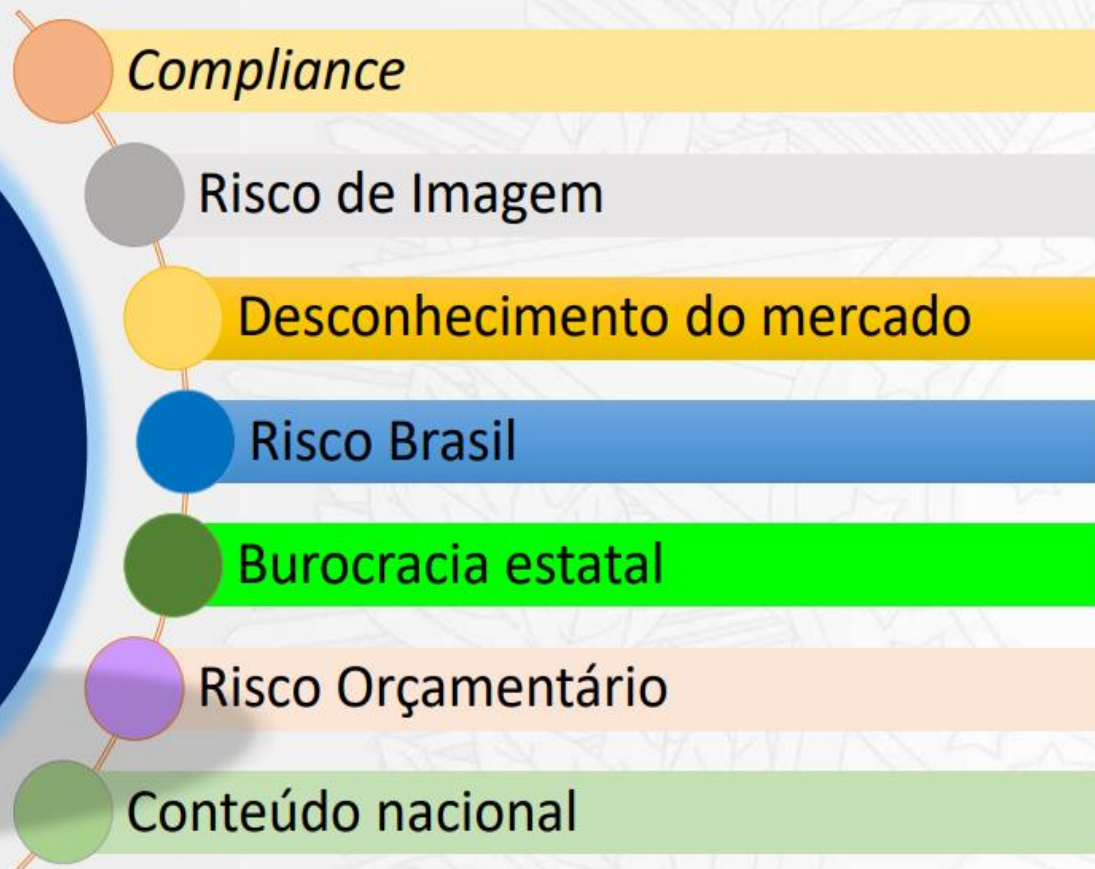 Compliance
Risco de Imagem
Desconhecimento do mercado
Risco Brasil
Burocracia estatal
Risco Orçamentário
Conteúdo nacional